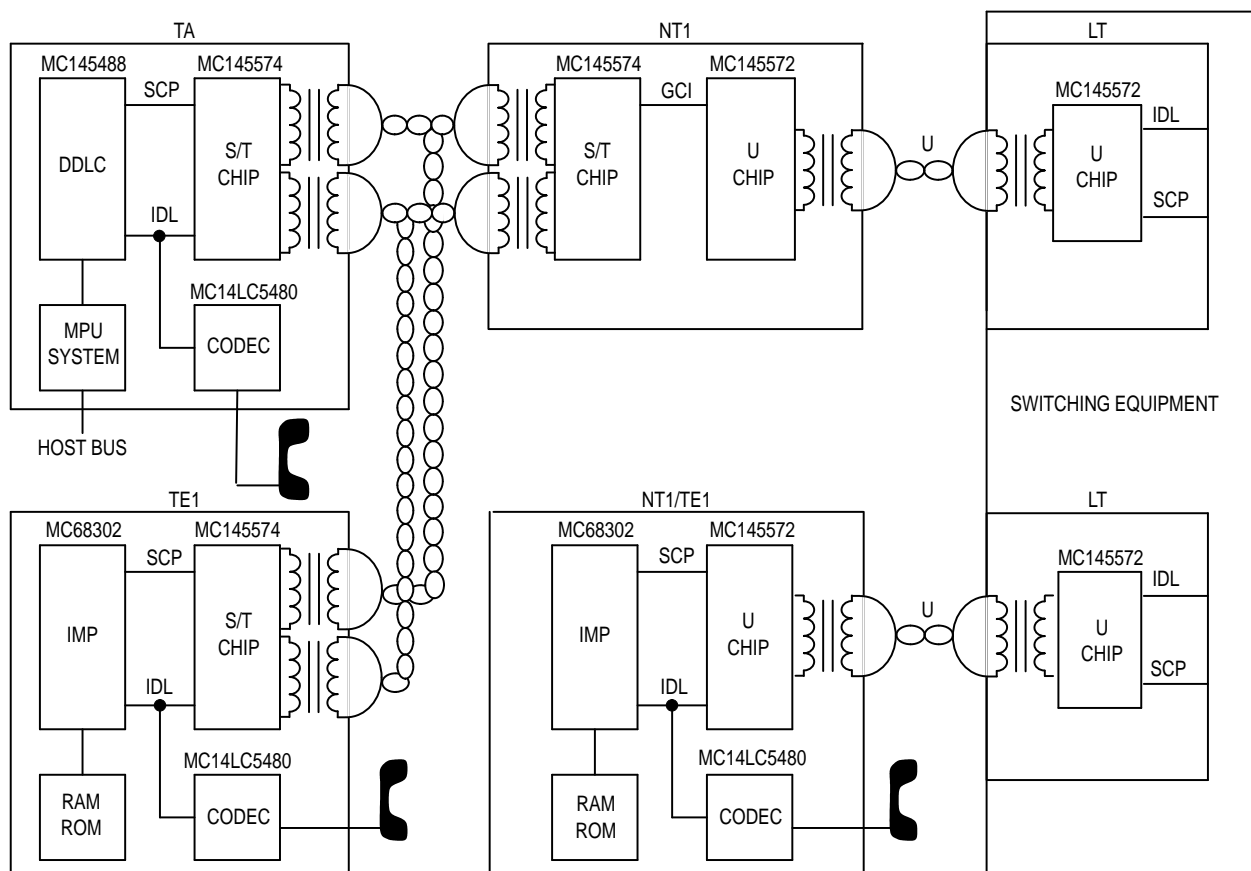 TA
MC145488
MC145574
SCP
DDLC
S/T
CHIP
IDL
MC14LC5480
MPU
SYSTEM
CODEC
HOST BUS
NT1
MC145574
MC145572
GCI
S/T
CHIP
U
CHIP
U
LT
MC145572
IDL
U
CHIP
SCP
SWITCHING EQUIPMENT
TE1
MC68302
MC145574
SCP
IMP
S/T
CHIP
IDL
MC14LC5480
RAM
ROM
CODEC
NT1/TE1
MC68302
MC145572
SCP
IMP
U
CHIP
IDL
MC14LC5480
RAM
ROM
CODEC
U
LT
MC145572
IDL
U
CHIP
SCP